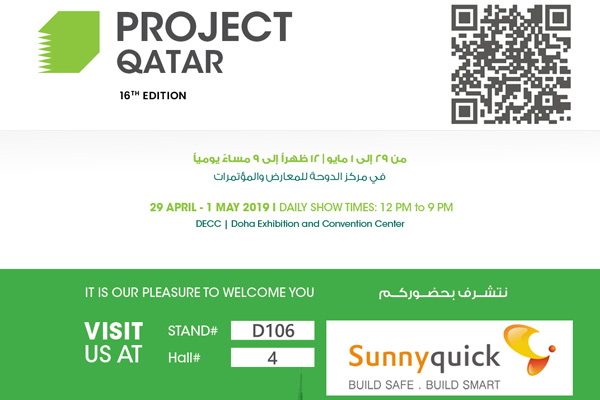 PROJECT
QATAR
16TH EDITION
من ٢٩ إلى ١ مايو | ١٢ ظهراً إلى ٩ مساءً يومياً
في مركز الدوحة للمعارض والمؤتمرات
29 APRIL - 1 MAY 2019 | DAILY SHOW TIMES: 12 PM to 9 PM
DECC | Doha Exhibition and Convention Center
IT IS OUR PLEASURE TO WELCOME YOU
نتشرف بحضوركم
VISIT
US AT
STAND# D106
Hall# 4
Sunnyquick
BUILD SAFE . BUILD SMART